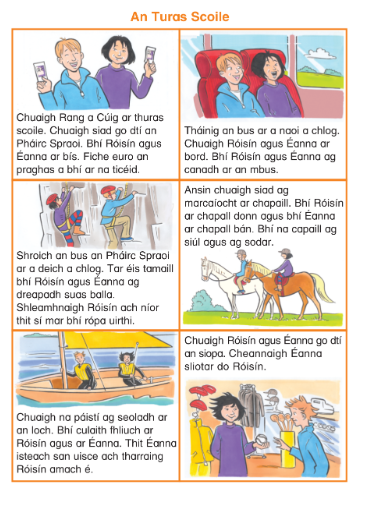 An Turas Scoile
Chuaigh Rang a Cúig ar thuras
scoile. Chuaigh siad go dtí an
Pháirc Spraoi. Bhí Róisín agus
Éanna ar bís. Fiche euro an
praghas a bhí ar na ticéid.
Tháinig an bus ar a naoi a chlog.
Chuaigh Róisín agus Éanna ar
bord. Bhí Róisín agus Éanna ag
canadh ar an mbus.
Shroich an bus an Pháirc Spraoi
ar a deich a chlog. Tar éis tamaill
bhí Róisín agus Éanna ag
dreapadh suas balla.
Shleamhnaigh Róisín ach níor
thit sí mar bhí rópa uirthi.
Ansin chuaigh siad ag
marcaíocht ar chapaill. Bhí Róisín
ar chapall donn agus bhí Éanna
ar chapall bán. Bhí na capaill ag
siúl agus ag sodar.
Chuaigh na páistí ag seoladh ar
an loch. Bhí culaith fhliuch ar
Róisín agus ar Éanna. Thit Éanna
isteach san uisce ach tharraing
Róisín amach é.
Chuaigh Róisín agus Éanna go dtí
an siopa. Cheannaigh Éanna
sliotar do Róisín.